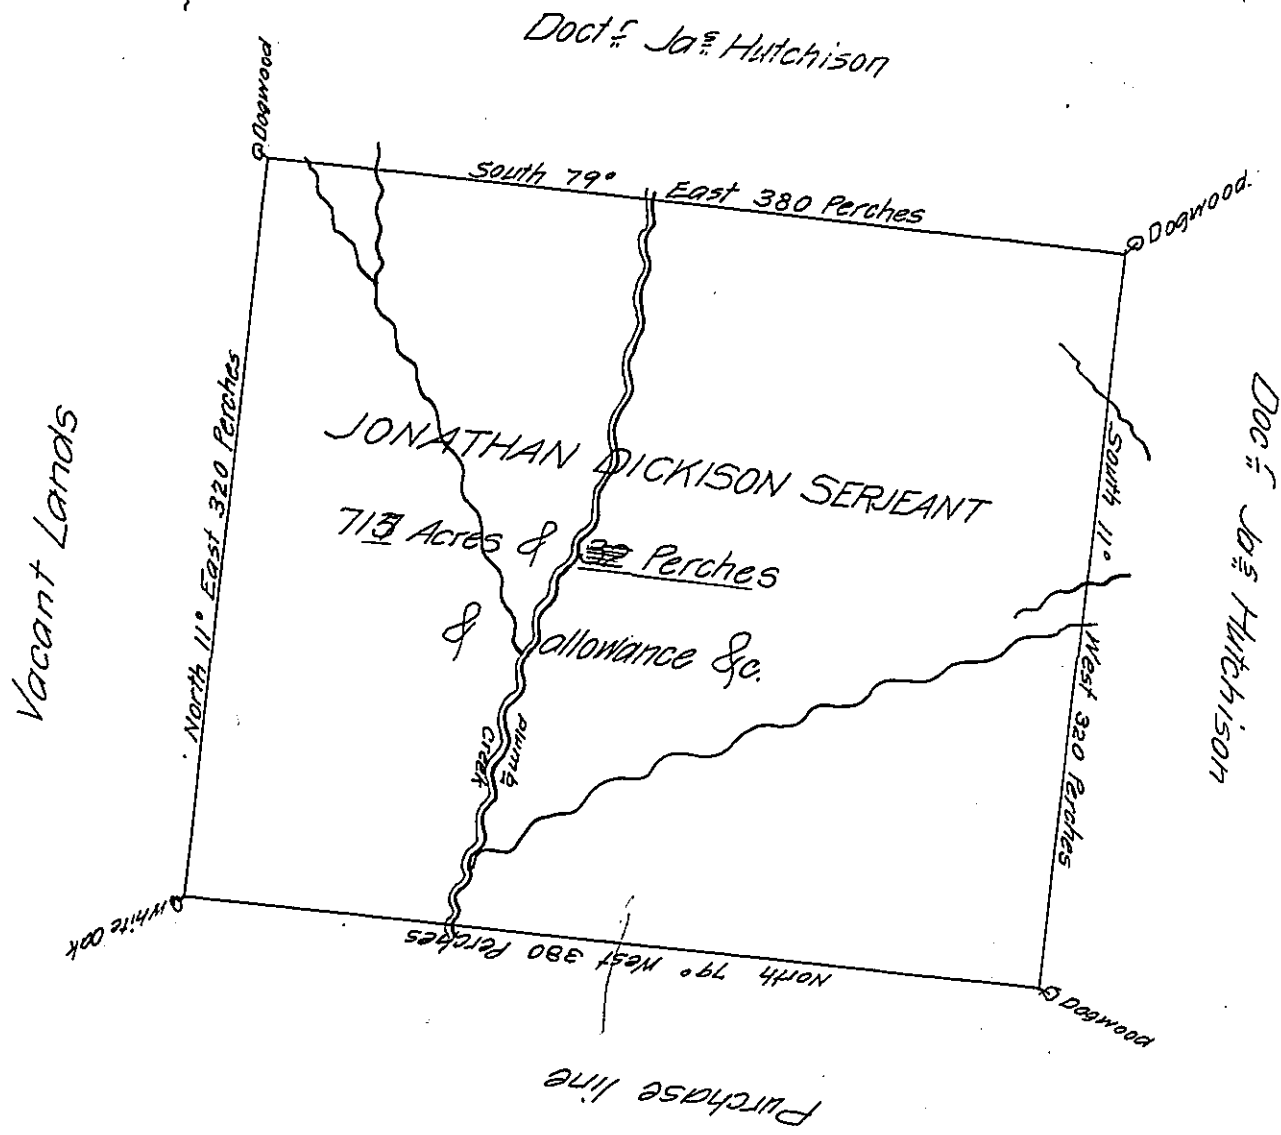 Doctr Jas Hutchison
Dogwood
South 79° East 380 Perches
Dogwood.
Vacant Lands
North 11° East 320 Perches
JONATHAN DICKISON SERJEANT
Acres & Perches
& allowance &c.
Plumb
Creek
South 11° West 320 Perches
Docr Jas Hutchison
White Oak
North 79° West 380 Perches
Dogwood
Purchase line